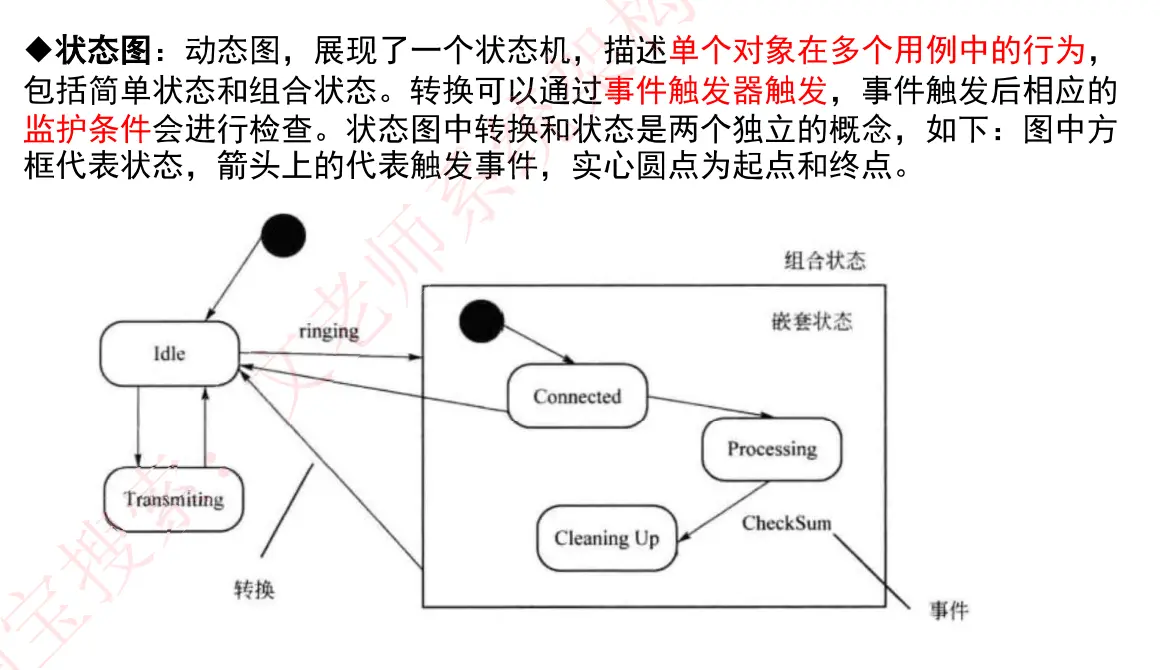 ◆状态图：动态图，展现了一个状态机，描述单个对象在多个用例中的行为，
包括简单状态和组合状态。转换可以通过事件触发器触发，事件触发后相应的
监护条件会进行检查。状态图中转换和状态是两个独立的概念，如下：图中方
框代表状态，箭头上的代表触发事件，实心圆点为起点和终点。
组合状态
嵌套状态
ringing
Idle
Connected
Processing
Transmiting
CheckSum
Cleaning Up
转换
事件